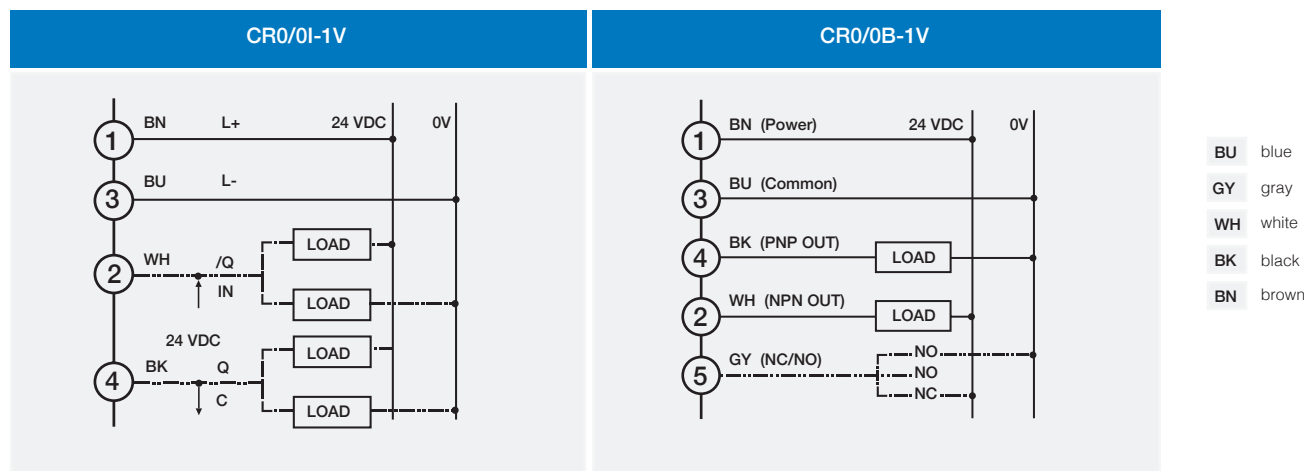 CR0/0I-1V
1 BN L+ 24 VDC 0V
3 BU L-
LOAD
2 WH /Q
IN
LOAD
24 VDC
LOAD
4 BK Q
C
LOAD
CR0/0B-1V
1 BN (Power) 24 VDC 0V
3 BU (Common)
4 BK (PNP OUT) LOAD
2 WH (NPN OUT) LOAD
5 GY (NC/NO) NO
NO
NC
BU blue
GY gray
WH white
BK black
BN brown